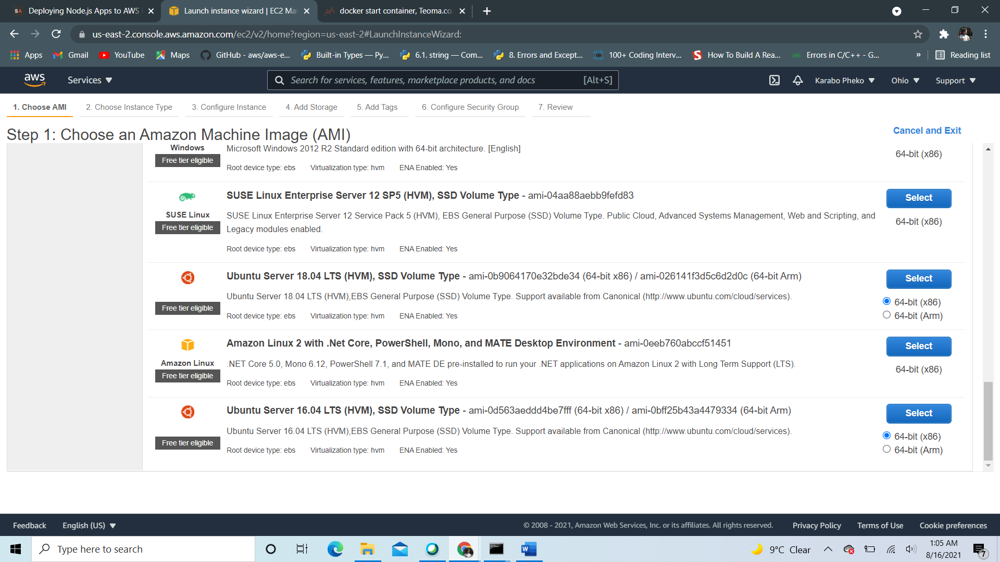 Deploying Node.js Apps to AWS
Launch instance wizard | EC2 Mar
docker start container, Teoma.co
us-east-2.console.aws.amazon.com/ec2/v2/home?region=us-east-2#LaunchInstanceWizard:
Apps
Gmail
YouTube
Maps
GitHub - aws/aws-e...
Built-in Types — Py...
6.1. string — Com...
8. Errors and Except...
100+ Coding Interv...
How To Build A Rea...
Errors in C/C++ - G...
»
Reading list
aws
Services
Search for services, features, marketplace products, and docs
[Alt+S]
Karabo Pheko
Ohio
Support
1. Choose AMI
2. Choose Instance Type
3. Configure Instance
4. Add Storage
5. Add Tags
6. Configure Security Group
7. Review
Step 1: Choose an Amazon Machine Image (AMI)
Cancel and Exit
Windows
Free tier eligible
Microsoft Windows 2012 R2 Standard edition with 64-bit architecture. [English]
Root device type: ebs
Virtualization type: hvm
ENA Enabled: Yes
64-bit (x86)
SUSE Linux
Free tier eligible
SUSE Linux Enterprise Server 12 SP5 (HVM), SSD Volume Type - ami-04aa88aebb9fefd83
SUSE Linux Enterprise Server 12 Service Pack 5 (HVM), EBS General Purpose (SSD) Volume Type. Public Cloud, Advanced Systems Management, Web and Scripting, and
Legacy modules enabled.
Root device type: ebs
Virtualization type: hvm
ENA Enabled: Yes
Select
64-bit (x86)
Free tier eligible
Ubuntu Server 18.04 LTS (HVM), SSD Volume Type - ami-0b9064170e32bde34 (64-bit x86) / ami-026141f3d5c6d2d0c (64-bit Arm)
Ubuntu Server 18.04 LTS (HVM),EBS General Purpose (SSD) Volume Type. Support available from Canonical (http://www.ubuntu.com/cloud/services).
Root device type: ebs
Virtualization type: hvm
ENA Enabled: Yes
Select
64-bit (x86)
64-bit (Arm)
Amazon Linux
Free tier eligible
Amazon Linux 2 with .Net Core, PowerShell, Mono, and MATE Desktop Environment - ami-0eeb760abccf51451
.NET Core 5.0, Mono 6.12, PowerShell 7.1, and MATE DE pre-installed to run your .NET applications on Amazon Linux 2 with Long Term Support (LTS).
Root device type: ebs
Virtualization type: hvm
ENA Enabled: Yes
Select
64-bit (x86)
Free tier eligible
Ubuntu Server 16.04 LTS (HVM), SSD Volume Type - ami-0d563aeddd4be7fff (64-bit x86) / ami-0bff25b43a4479334 (64-bit Arm)
Ubuntu Server 16.04 LTS (HVM),EBS General Purpose (SSD) Volume Type. Support available from Canonical (http://www.ubuntu.com/cloud/services).
Root device type: ebs
Virtualization type: hvm
ENA Enabled: Yes
Select
64-bit (x86)
64-bit (Arm)
Feedback
English (US)
© 2008 - 2021, Amazon Web Services, Inc. or its affiliates. All rights reserved.
Privacy Policy
Terms of Use
Cookie preferences
Type here to search
9°C Clear
1:05 AM
8/16/2021
7